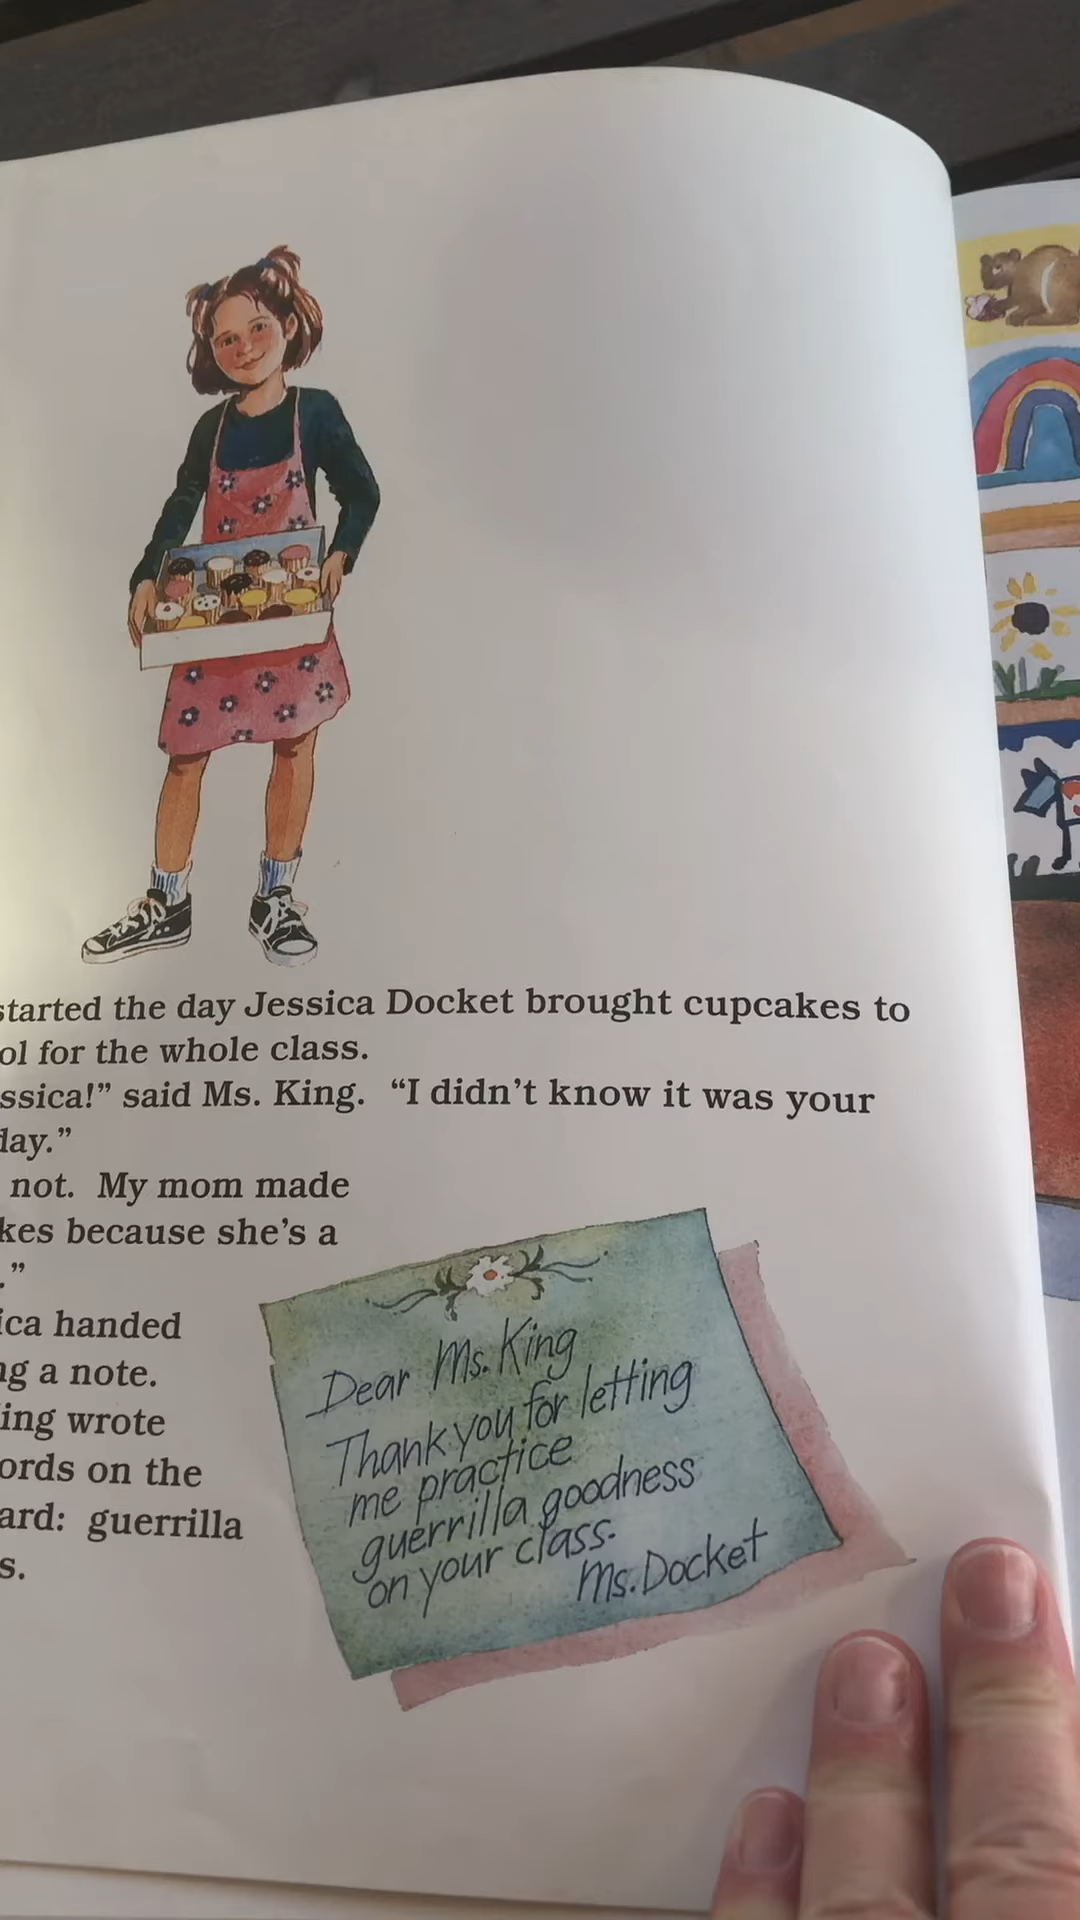 started the day Jessica Docket brought cupcakes to
ol for the whole class.
ssica!” said Ms. King. “I didn’t know it was your
day.”
not. My mom made
kes because she’s a
.”
ica handed
ng a note.
ing wrote
ords on the
ard: guerrilla
s.
Dear Ms. King
Thank you for letting
me practice
guerrilla goodness
on your class.
Ms. Docket